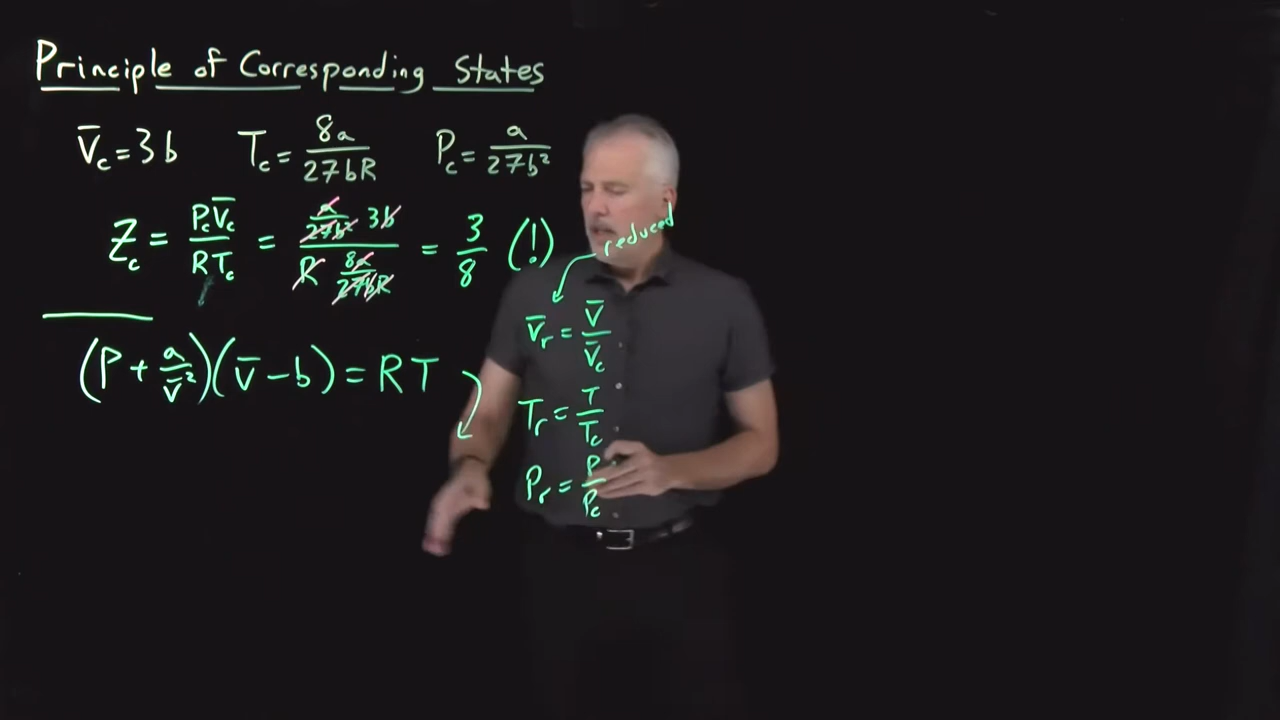 Principle of Corresponding States
V̄c = 3b    Tc = 8a/27bR    Pc = a/27b²
Zc = PcV̄c/RTc = (a/27b² 3b)/(R 8a/27bR) = 3/8 (!)
reduced
V̄r = V̄/V̄c
(P + a/V̄²)(V̄ − b) = RT
Tr = T/Tc
Pr = P/Pc